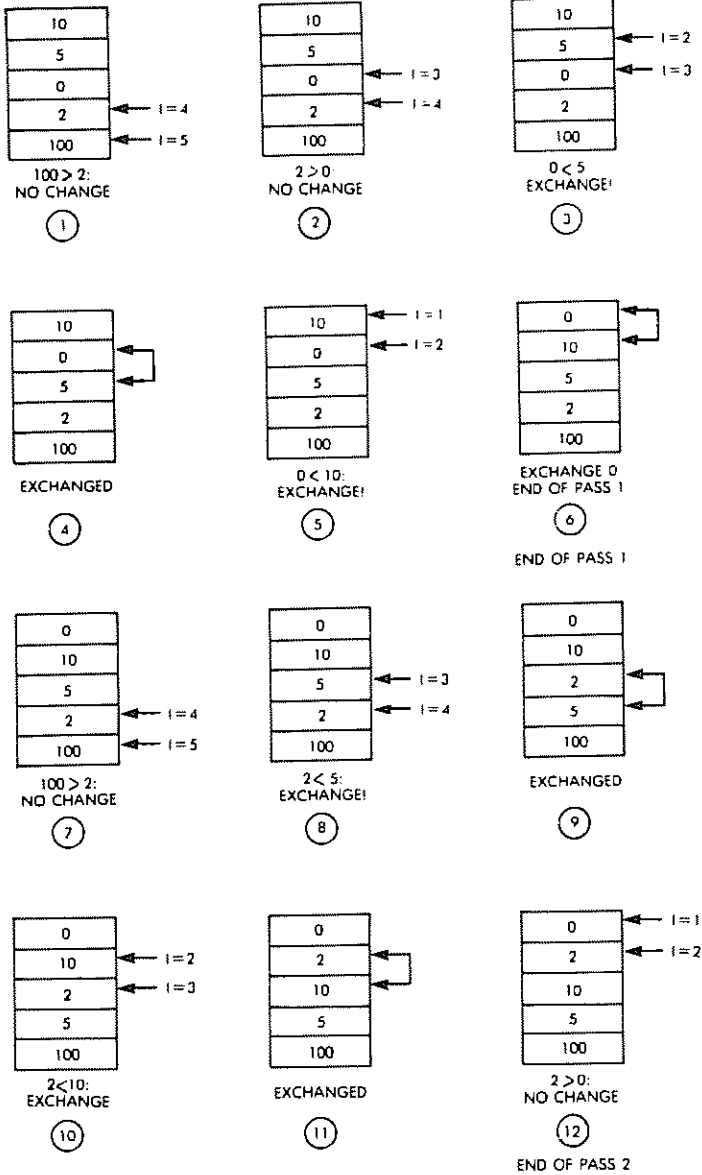 10
5
0
2
100
I=4
I=5
100 > 2:
NO CHANGE
1
10
5
0
2
100
I=3
I=4
2 > 0:
NO CHANGE
2
10
5
0
2
100
I=2
I=3
0 < 5
EXCHANGE!
3
10
0
5
2
100
EXCHANGED
4
10
0
5
2
100
I=1
I=2
0 < 10:
EXCHANGE!
5
0
10
5
2
100
EXCHANGE 0
END OF PASS 1
6
END OF PASS 1
0
10
5
2
100
I=4
I=5
100 > 2:
NO CHANGE
7
0
10
5
2
100
I=3
I=4
2 < 5:
EXCHANGE!
8
0
10
2
5
100
EXCHANGED
9
0
10
2
5
100
I=2
I=3
2<10:
EXCHANGE
10
0
2
10
5
100
EXCHANGED
11
0
2
10
5
100
I=1
I=2
2 > 0:
NO CHANGE
12
END OF PASS 2